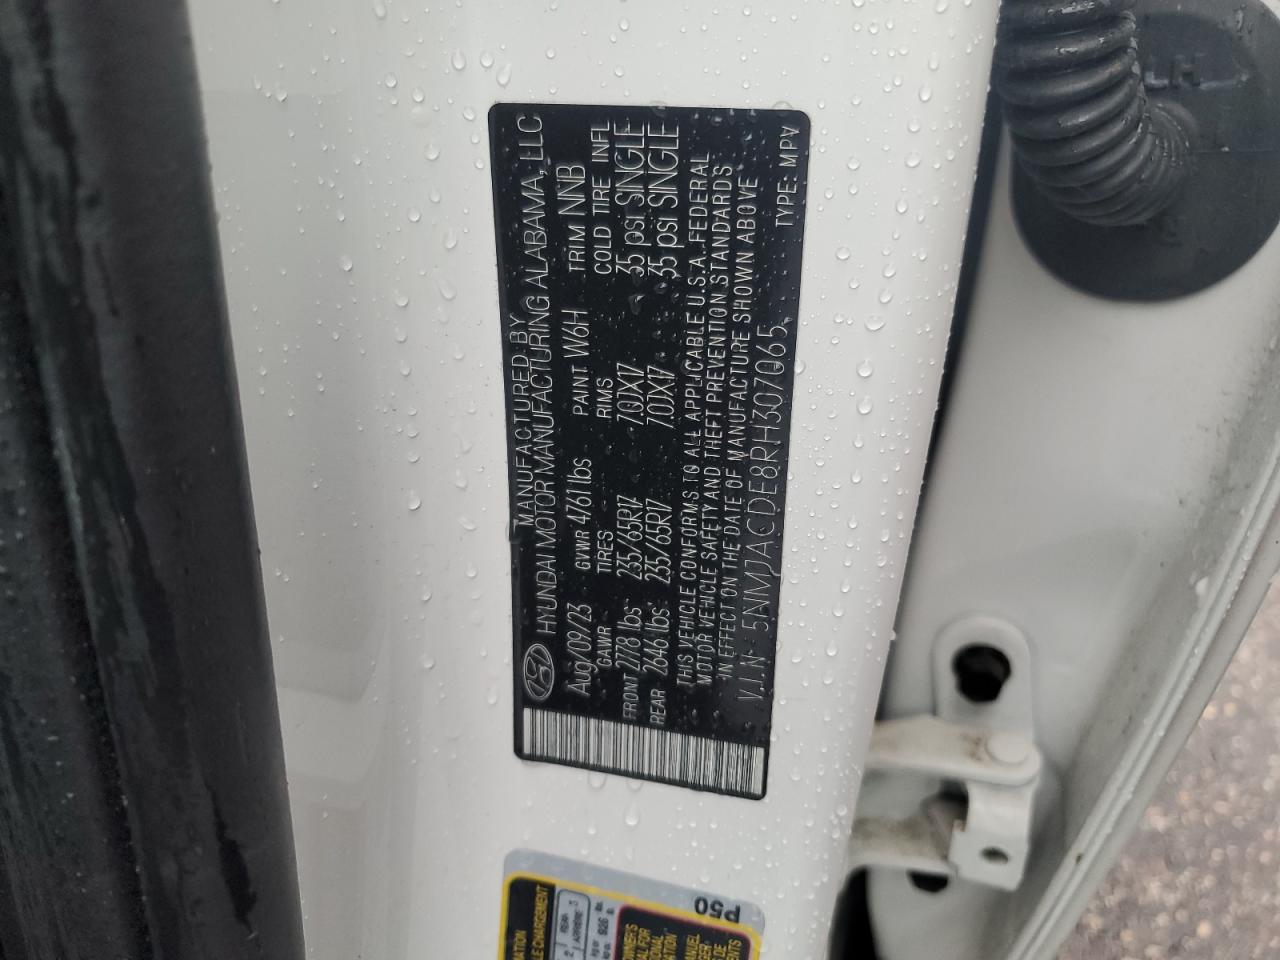 MANUFACTURED BY
HYUNDAI MOTOR MANUFACTURING ALABAMA, LLC
Aug/09/23 GVWR 4761 lbs PAINT W6H TRIM NNB
GAWR TIRES RIMS COLD TIRE INFL
FRONT 2778 lbs 235/65R17 7.0JX17 35 psi SINGLE
REAR 2646 lbs 235/65R17 7.0JX17 35 psi SINGLE
THIS VEHICLE CONFORMS TO ALL APPLICABLE U.S.A. FEDERAL
MOTOR VEHICLE SAFETY AND THEFT PREVENTION STANDARDS
IN EFFECT ON THE DATE OF MANUFACTURE SHOWN ABOVE
V.I.N: 5NMJACDE8RH307065 TYPE: MPV
LH
P50